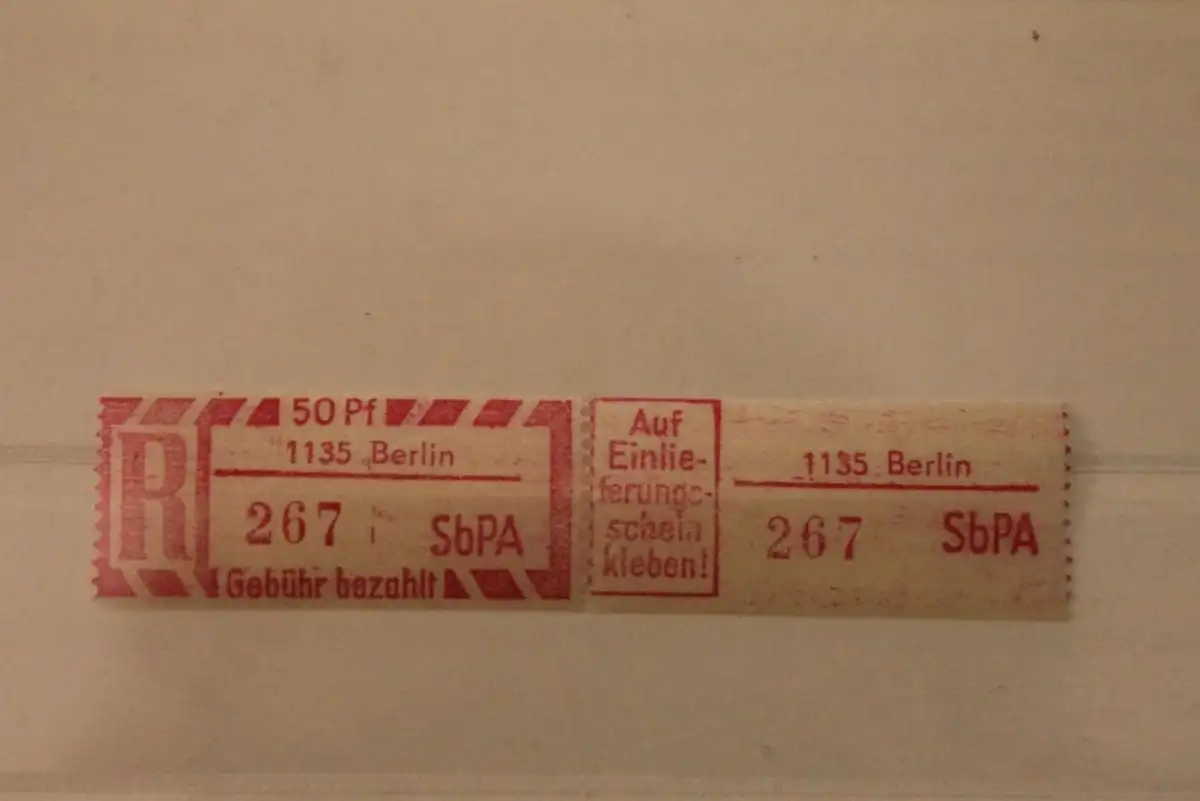 50 Pf
R
1135 Berlin
267
SbPA
Gebühr bezahlt
Auf
Einlie-
ferungs-
schein
kleben!
1135 Berlin
267
SbPA